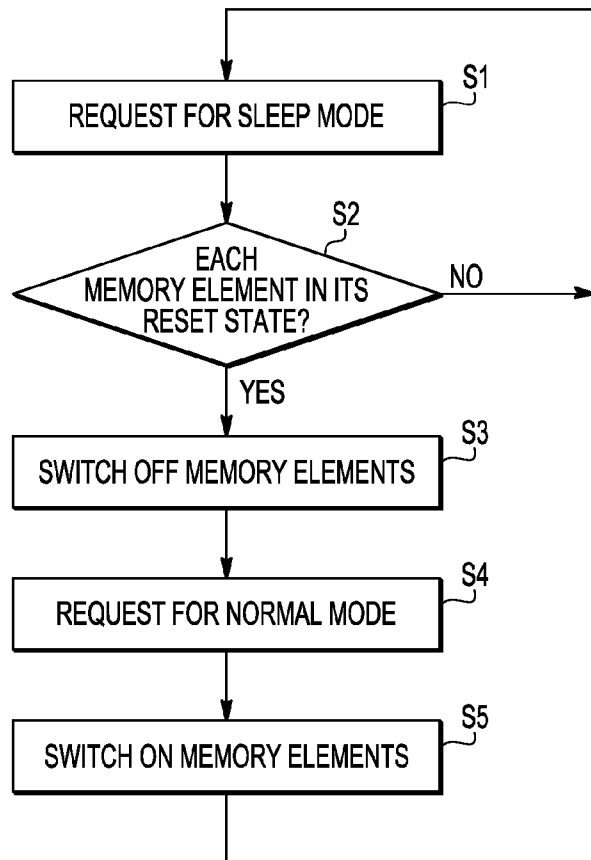 S1
REQUEST FOR SLEEP MODE
S2
EACH
MEMORY ELEMENT IN ITS
RESET STATE?
NO
YES
S3
SWITCH OFF MEMORY ELEMENTS
S4
REQUEST FOR NORMAL MODE
S5
SWITCH ON MEMORY ELEMENTS